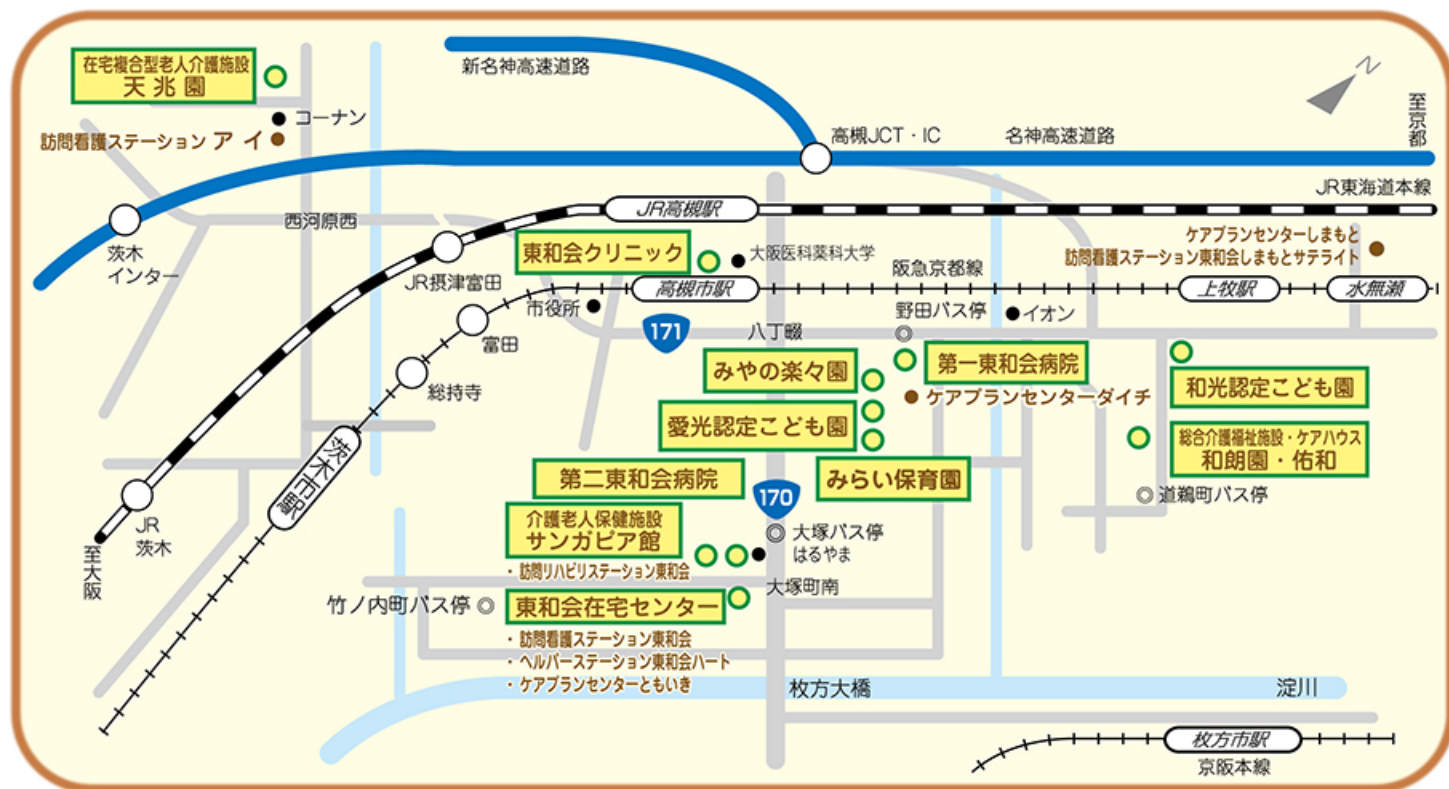 新名神高速道路
N
在宅複合型老人介護施設
天兆園
コーナン
訪問看護ステーション アイ
高槻JCT・IC
名神高速道路
至京都
JR東海道本線
JR高槻駅
西河原西
茨木
インター
JR摂津富田
東和会クリニック
大阪医科薬科大学
阪急京都線
ケアプランセンターしまもと
訪問看護ステーション東和会しまもとサテライト
高槻市駅
上牧駅
水無瀬
市役所
野田バス停
イオン
171
八丁畷
富田
総持寺
みやの楽々園
第一東和会病院
和光認定こども園
ケアプランセンターダイチ
愛光認定こども園
総合介護福祉施設・ケアハウス
和朗園・佑和
茨木市駅
第二東和会病院
みらい保育園
170
道鵜町バス停
JR
茨木
介護老人保健施設
サンガピア館
大塚バス停
はるやま
・訪問リハビリステーション東和会
至大阪
大塚町南
竹ノ内町バス停
東和会在宅センター
・訪問看護ステーション東和会
・ヘルパーステーション東和会ハート
・ケアプランセンターともいき
枚方大橋
淀川
枚方市駅
京阪本線